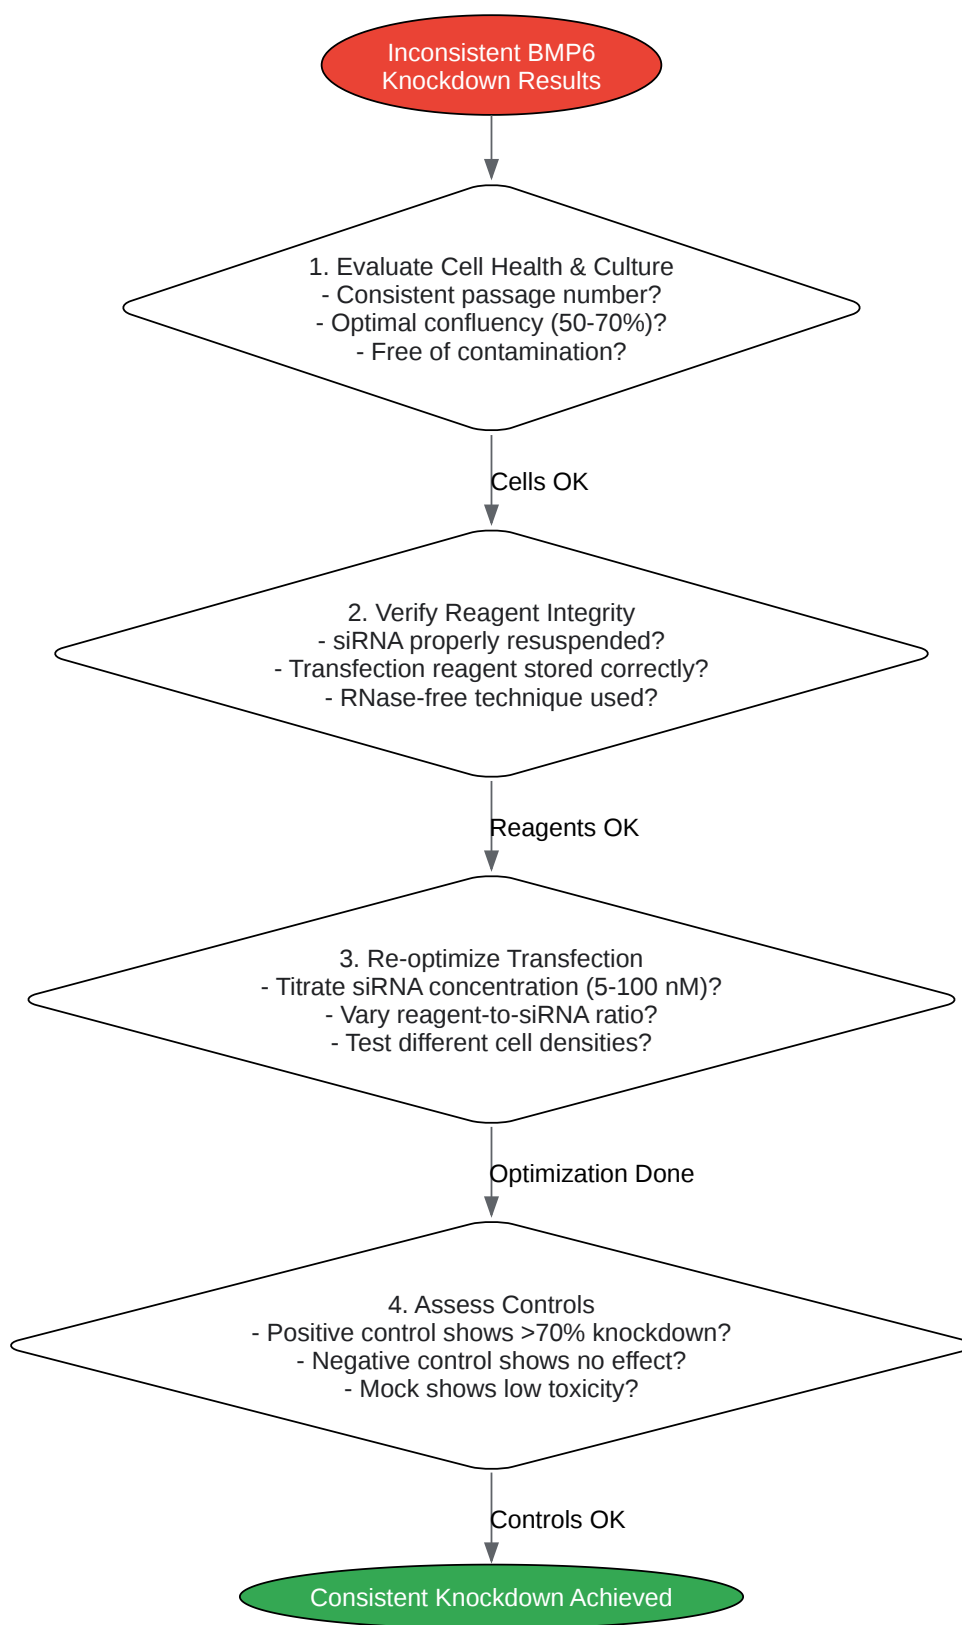 Inconsistent BMP6
Knockdown Results
1. Evaluate Cell Health & Culture
- Consistent passage number?
- Optimal confluency (50-70%)?
- Free of contamination?
Cells OK
2. Verify Reagent Integrity
- siRNA properly resuspended?
- Transfection reagent stored correctly?
- RNase-free technique used?
Reagents OK
3. Re-optimize Transfection
- Titrate siRNA concentration (5-100 nM)?
- Vary reagent-to-siRNA ratio?
- Test different cell densities?
Optimization Done
4. Assess Controls
- Positive control shows >70% knockdown?
- Negative control shows no effect?
- Mock shows low toxicity?
Controls OK
Consistent Knockdown Achieved